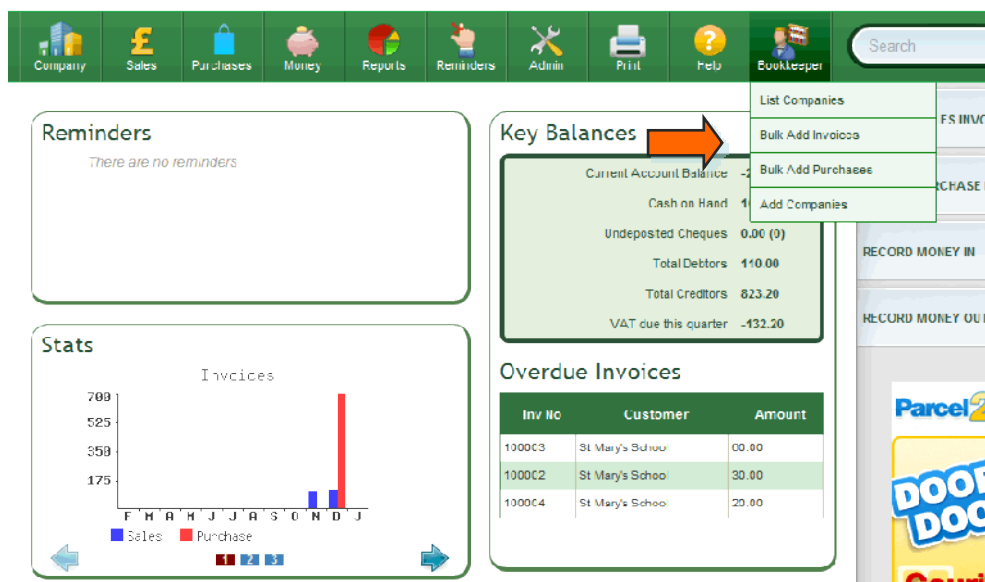 Company Sales Purchases Money Reports Reminders Admin Print Help Bookkeeper
Search
List Companies
Bulk Add Invoices
Bulk Add Purchases
Add Companies
RECORD MONEY IN
Reminders
There are no reminders
Key Balances
Current Account Balance
Cash on Hand
Undeposited Cheques 0.00 (0)
Total Debtors 110.00
Total Creditors 823.20
VAT due this quarter -132.20
Stats
Invoices
700
525
350
175
F M A M J J A S O N D J
Sales Purchase
1 2 3
Overdue Invoices
Inv No Customer Amount
100003 St Mary's School
100002 St Mary's School 30.00
100004 St Mary's School 20.00
RECORD MONEY OU
Parcel2
DOOR
DOO
Couri